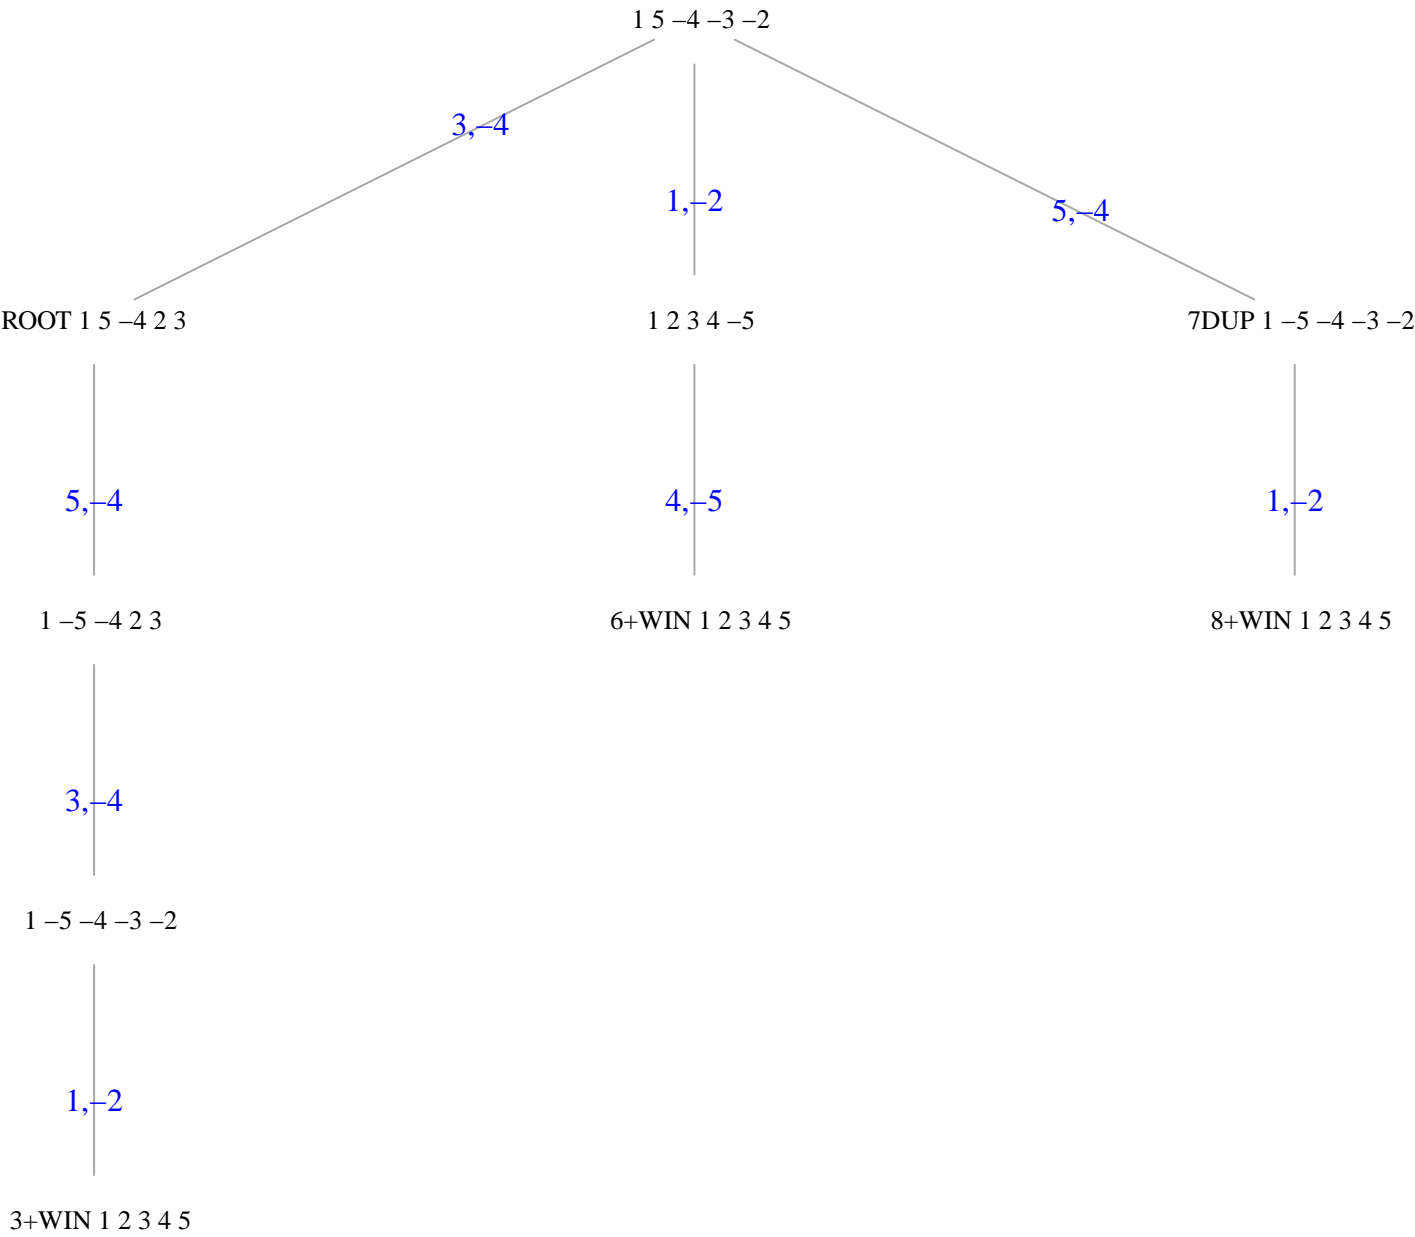 1 5 –4 –3 –2
3,–4
1,–2
5,–4
ROOT 1 5 –4 2 3
1 2 3 4 –5
7DUP 1 –5 –4 –3 –2
5,–4
4,–5
1,–2
1 –5 –4 2 3
6+WIN 1 2 3 4 5
8+WIN 1 2 3 4 5
3,–4
1 –5 –4 –3 –2
1,–2
3+WIN 1 2 3 4 5